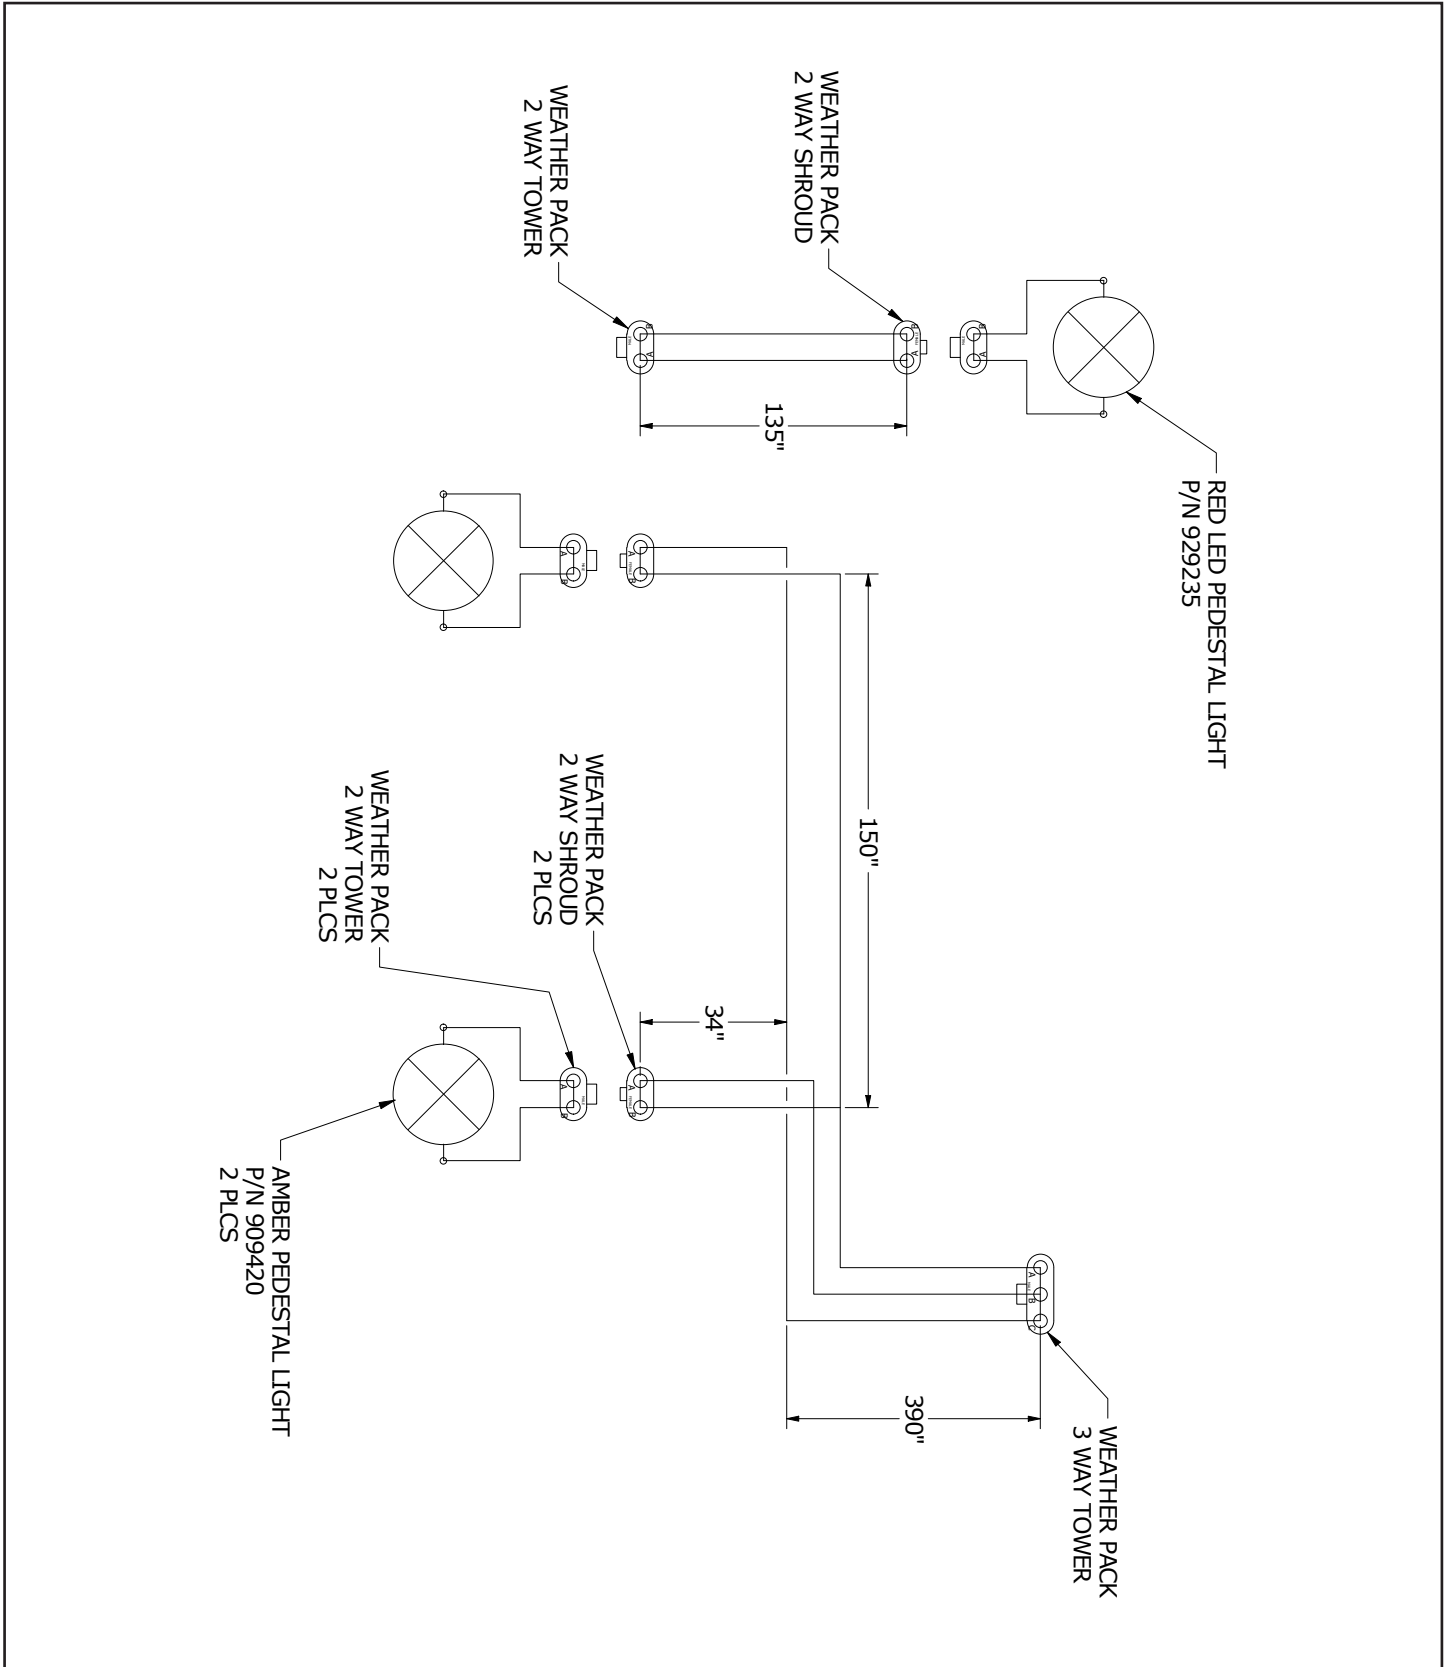 WEATHER PACK
3 WAY TOWER
RED LED PEDESTAL LIGHT
P/N 929235
A
B
C
390"
B
A
WEATHER PACK
2 WAY SHROUD
B
A
150"
135"
34"
WEATHER PACK
2 WAY TOWER
B
A
A
B
WEATHER PACK
2 WAY SHROUD
2 PLCS
A
B
A
B
A
B
WEATHER PACK
2 WAY TOWER
2 PLCS
AMBER PEDESTAL LIGHT
P/N 909420
2 PLCS